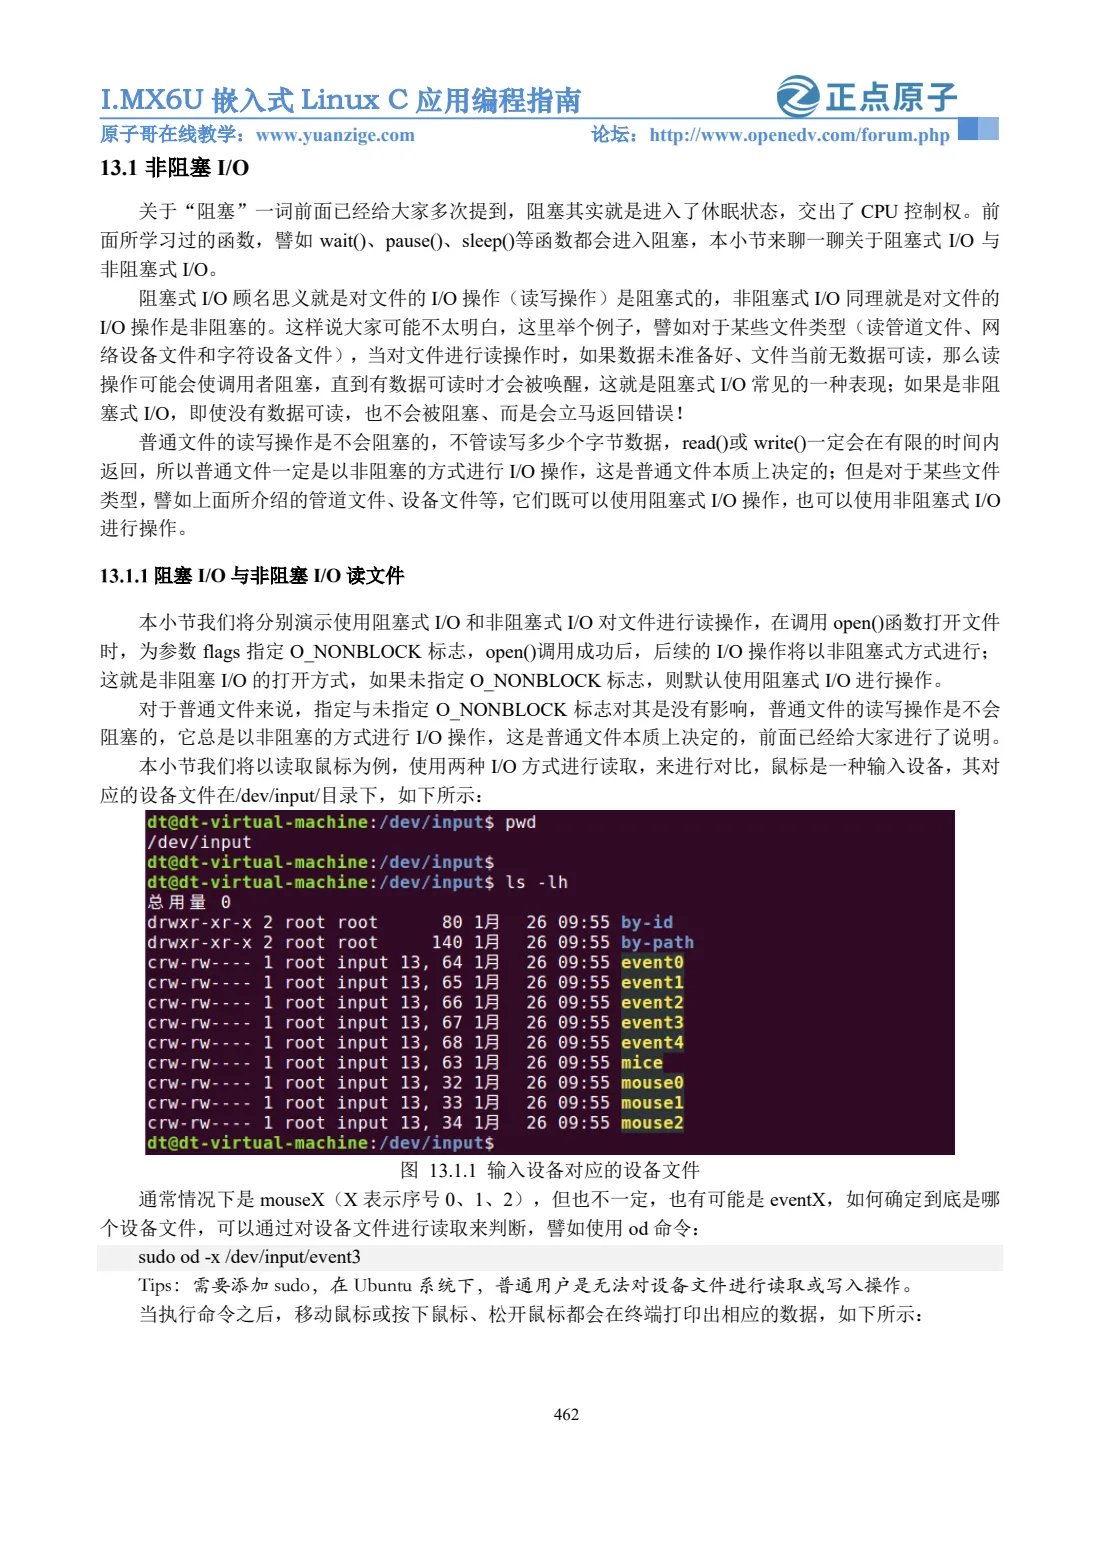 I.MX6U 嵌入式 Linux C 应用编程指南
正点原子
原子哥在线教学：www.yuanzige.com 论坛：http://www.openedv.com/forum.php
13.1 非阻塞 I/O
关于“阻塞”一词前面已经给大家多次提到，阻塞其实就是进入了休眠状态，交出了 CPU 控制权。前
面所学习过的函数，譬如 wait()、pause()、sleep()等函数都会进入阻塞，本小节来聊一聊关于阻塞式 I/O 与
非阻塞式 I/O。
阻塞式 I/O 顾名思义就是对文件的 I/O 操作（读写操作）是阻塞式的，非阻塞式 I/O 同理就是对文件的
I/O 操作是非阻塞的。这样说大家可能不太明白，这里举个例子，譬如对于某些文件类型（读管道文件、网
络设备文件和字符设备文件），当对文件进行读操作时，如果数据未准备好、文件当前无数据可读，那么读
操作可能会使调用者阻塞，直到有数据可读时才会被唤醒，这就是阻塞式 I/O 常见的一种表现；如果是非阻
塞式 I/O，即使没有数据可读，也不会被阻塞、而是会立马返回错误！
普通文件的读写操作是不会阻塞的，不管读写多少个字节数据，read()或 write()一定会在有限的时间内
返回，所以普通文件一定是以非阻塞的方式进行 I/O 操作，这是普通文件本质上决定的；但是对于某些文件
类型，譬如上面所介绍的管道文件、设备文件等，它们既可以使用阻塞式 I/O 操作，也可以使用非阻塞式 I/O
进行操作。
13.1.1 阻塞 I/O 与非阻塞 I/O 读文件
本小节我们将分别演示使用阻塞式 I/O 和非阻塞式 I/O 对文件进行读操作，在调用 open()函数打开文件
时，为参数 flags 指定 O_NONBLOCK 标志，open()调用成功后，后续的 I/O 操作将以非阻塞式方式进行；
这就是非阻塞 I/O 的打开方式，如果未指定 O_NONBLOCK 标志，则默认使用阻塞式 I/O 进行操作。
对于普通文件来说，指定与未指定 O_NONBLOCK 标志对其是没有影响，普通文件的读写操作是不会
阻塞的，它总是以非阻塞的方式进行 I/O 操作，这是普通文件本质上决定的，前面已经给大家进行了说明。
本小节我们将以读取鼠标为例，使用两种 I/O 方式进行读取，来进行对比，鼠标是一种输入设备，其对
应的设备文件在/dev/input/目录下，如下所示：
dt@dt-virtual-machine:/dev/input$ pwd
/dev/input
dt@dt-virtual-machine:/dev/input$
dt@dt-virtual-machine:/dev/input$ ls -lh
总用量 0
drwxr-xr-x 2 root root 80 1月 26 09:55 by-id
drwxr-xr-x 2 root root 140 1月 26 09:55 by-path
crw-rw---- 1 root input 13, 64 1月 26 09:55 event0
crw-rw---- 1 root input 13, 65 1月 26 09:55 event1
crw-rw---- 1 root input 13, 66 1月 26 09:55 event2
crw-rw---- 1 root input 13, 67 1月 26 09:55 event3
crw-rw---- 1 root input 13, 68 1月 26 09:55 event4
crw-rw---- 1 root input 13, 63 1月 26 09:55 mice
crw-rw---- 1 root input 13, 32 1月 26 09:55 mouse0
crw-rw---- 1 root input 13, 33 1月 26 09:55 mouse1
crw-rw---- 1 root input 13, 34 1月 26 09:55 mouse2
dt@dt-virtual-machine:/dev/input$
图 13.1.1 输入设备对应的设备文件
通常情况下是 mouseX（X 表示序号 0、1、2），但也不一定，也有可能是 eventX，如何确定到底是哪
个设备文件，可以通过对设备文件进行读取来判断，譬如使用 od 命令：
sudo od -x /dev/input/event3
Tips：需要添加 sudo，在 Ubuntu 系统下，普通用户是无法对设备文件进行读取或写入操作。
当执行命令之后，移动鼠标或按下鼠标、松开鼠标都会在终端打印出相应的数据，如下所示：
462